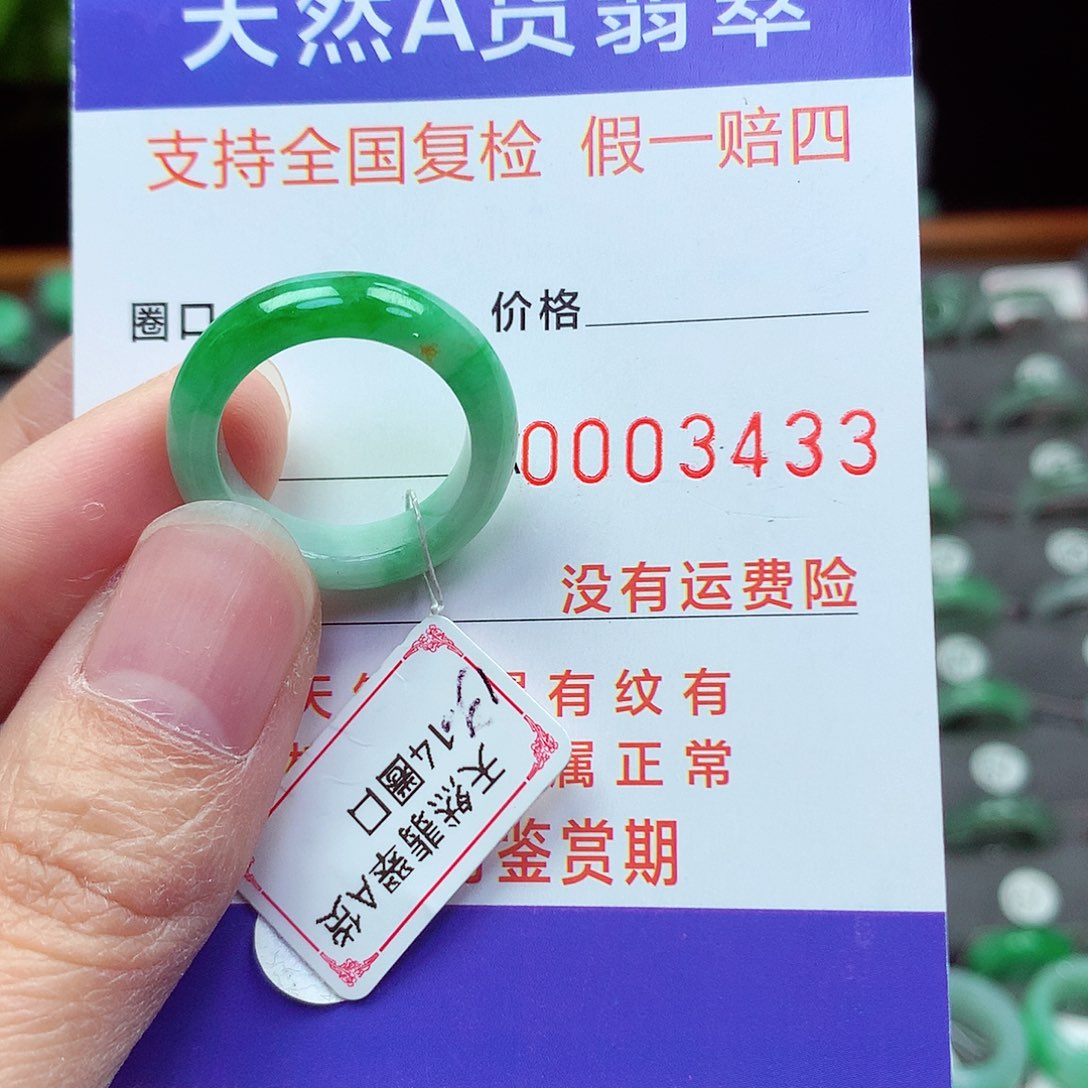 天然A货翡翠
支持全国复检 假一赔四
圈口
价格
0003433
没有运费险
有纹有
属正常
鉴赏期
天然翡翠A货
14圈口